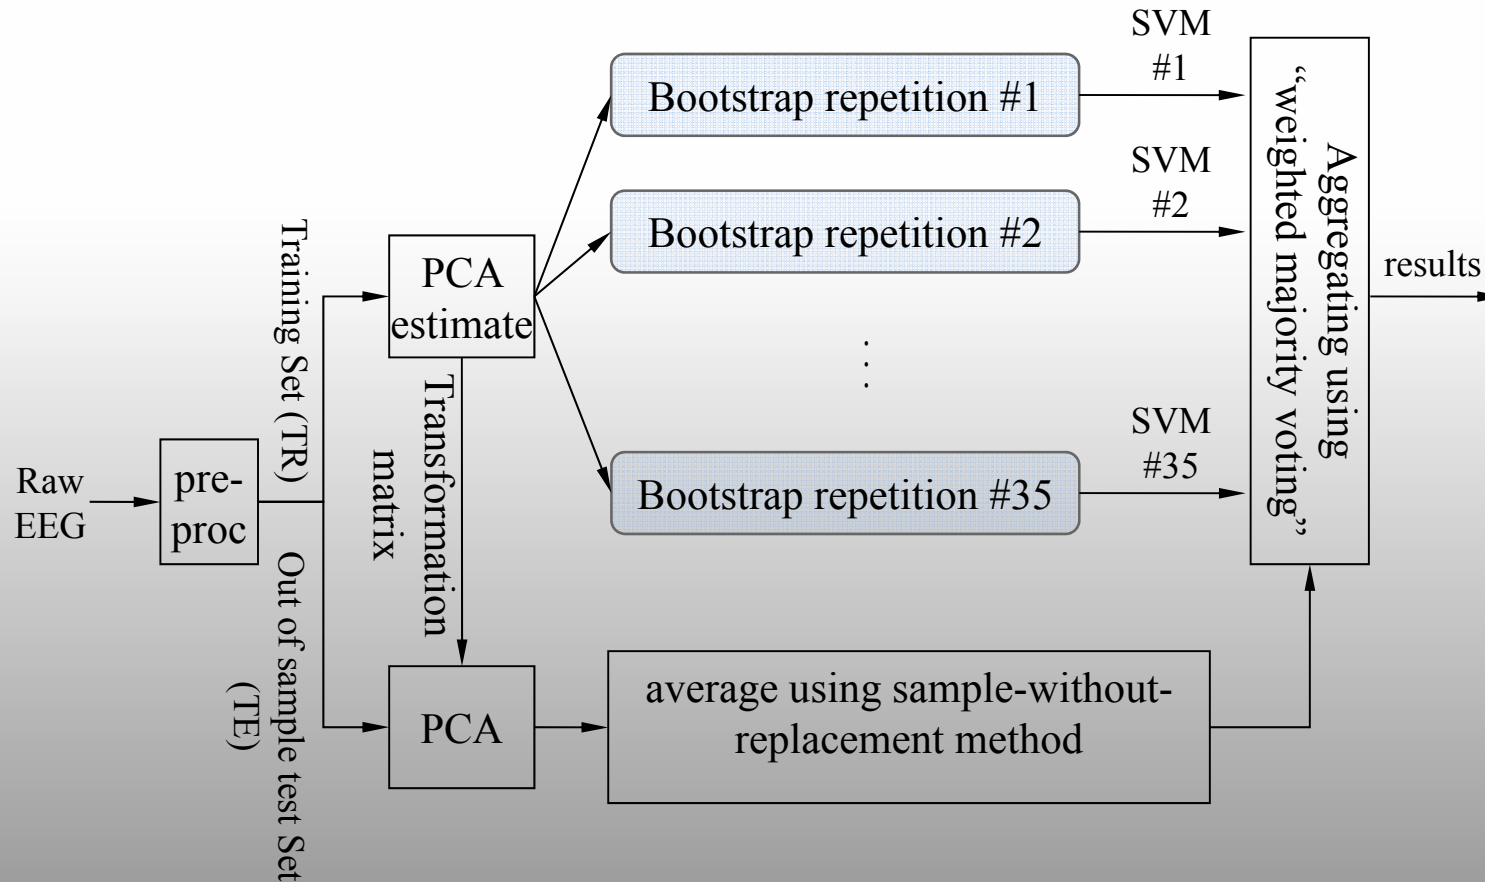 Raw
EEG
pre-
proc
Training Set (TR)
Out of sample test Set
(TE)
PCA
estimate
Transformation
matrix
PCA
Bootstrap repetition #1
Bootstrap repetition #2
.
.
.
Bootstrap repetition #35
SVM
#1
SVM
#2
SVM
#35
average using sample-without-
replacement method
Aggregating using
“weighted majority voting”
results